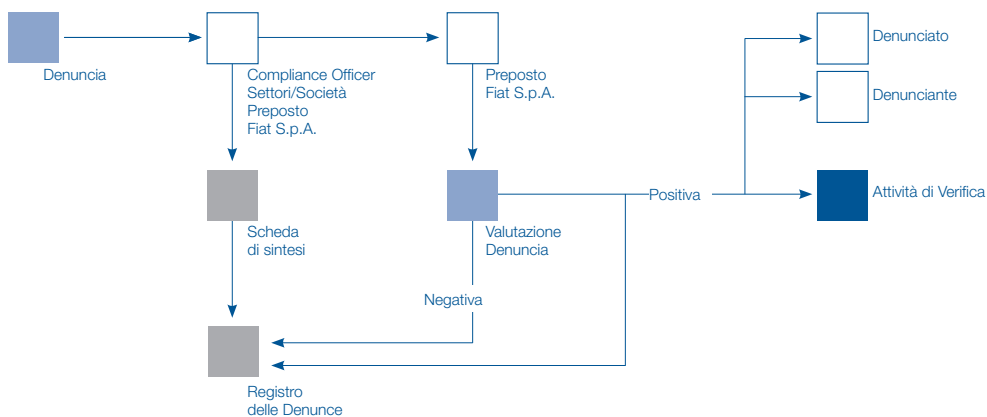 Denuncia
Compliance Officer
Settori/Società
Preposto
Fiat S.p.A.
Preposto
Fiat S.p.A.
Denunciato
Denunciante
Scheda
di sintesi
Valutazione
Denuncia
Positiva
Attività di Verifica
Negativa
Registro
delle Denunce